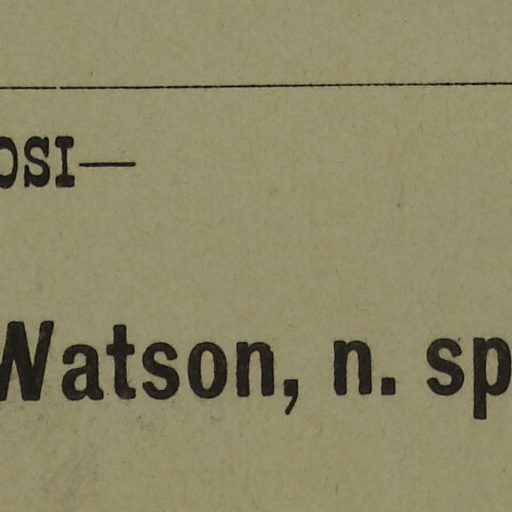 OSI—
Watson, n. sp